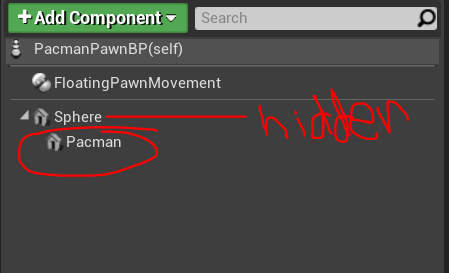 + Add Component
Search
PacmanPawnBP(self)
FloatingPawnMovement
Sphere hidden
Pacman